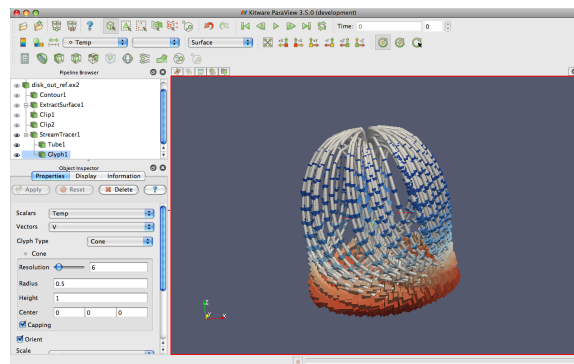 Kitware ParaView 3.5.0 (development)
Time: 0 0
Temp Surface
Pipeline Browser
disk_out_ref.ex2
Contour1
ExtractSurface1
Clip1
Clip2
StreamTracer1
Tube1
Glyph1
Object Inspector
Properties Display Information
Apply Reset Delete ?
Scalars Temp
Vectors V
Glyph Type Cone
Cone
Resolution 6
Radius 0.5
Height 1
Center 0 0 0
Capping
Orient
Scale